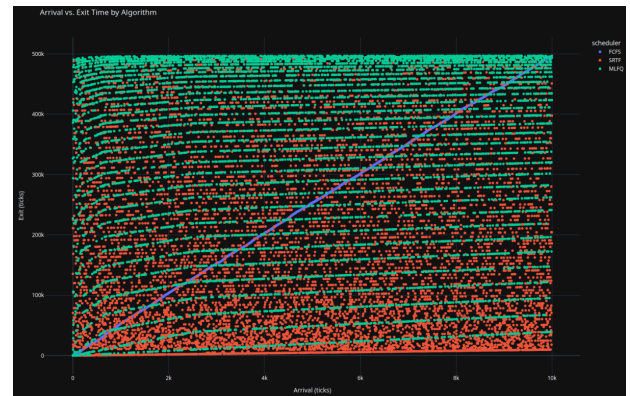 Arrival vs. Exit Time by Algorithm
scheduler
FCFS
SRTF
MLFQ
500k
400k
300k
200k
100k
0
Exit (ticks)
0
2k
4k
6k
8k
10k
Arrival (ticks)